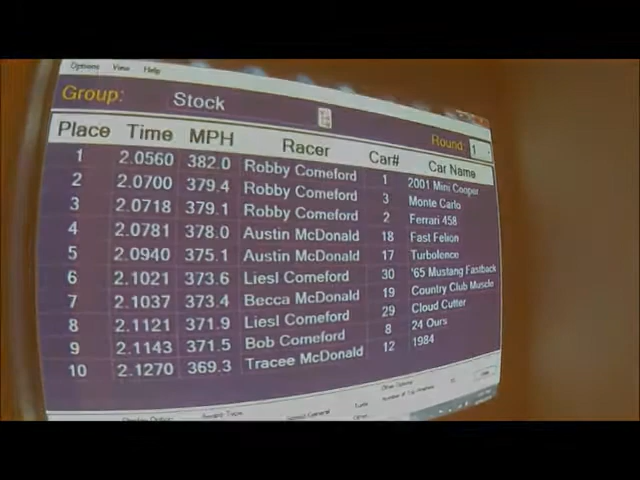 Options View Help
Group: Stock Round: 1
Place Time MPH Racer Car# Car Name
1 2.0560 382.0 Robby Comeford 1 2001 Mini Cooper
2 2.0700 379.4 Robby Comeford 3 Monte Carlo
3 2.0718 379.1 Robby Comeford 2 Ferrari 458
4 2.0781 378.0 Austin McDonald 18 Fast Felion
5 2.0940 375.1 Austin McDonald 17 Turbolence
6 2.1021 373.6 Liesl Comeford 30 '65 Mustang Fastback
7 2.1037 373.4 Becca McDonald 19 Country Club Muscle
8 2.1121 371.9 Liesl Comeford 29 Cloud Cutter
9 2.1143 371.5 Bob Comeford 8 24 Ours
10 2.1270 369.3 Tracee McDonald 12 1984